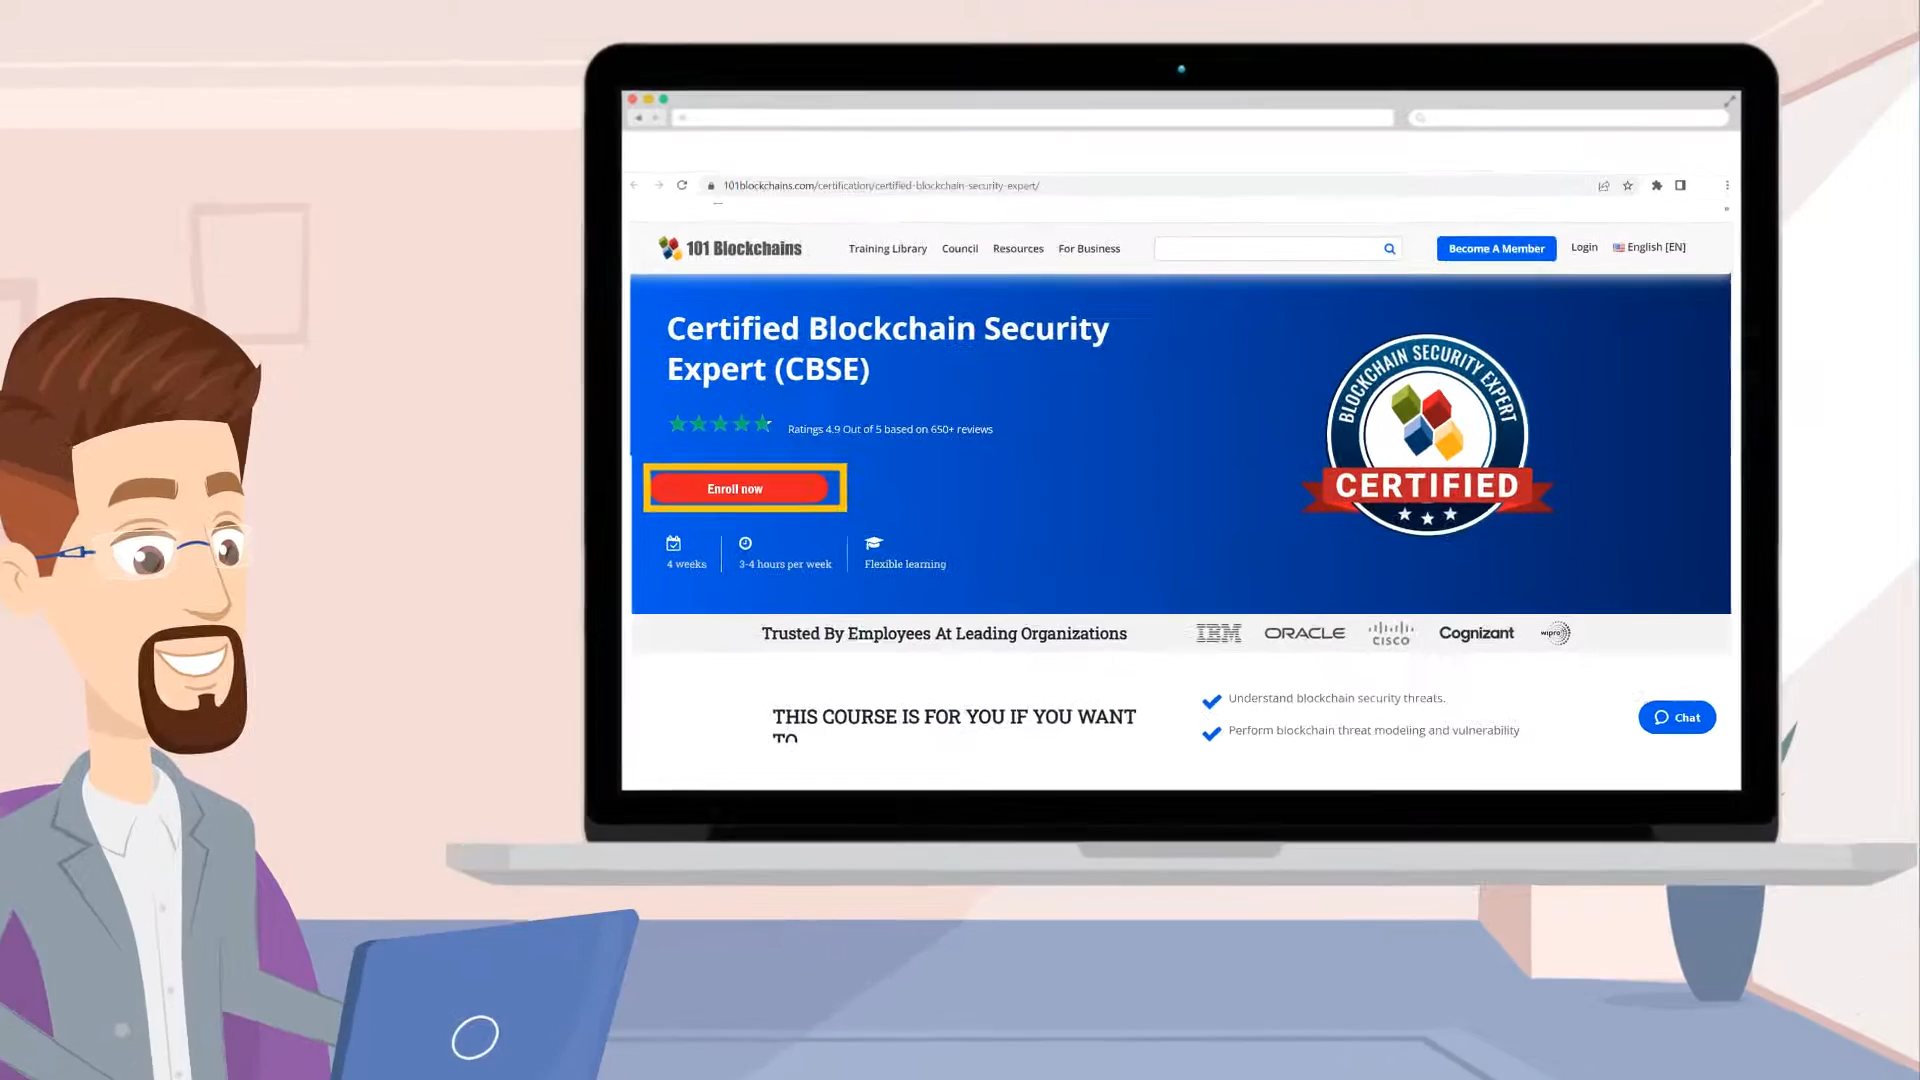 101blockchains.com/certification/certified-blockchain-security-expert/
101 Blockchains
Training Library
Council
Resources
For Business
Become A Member
Login
English [EN]
Certified Blockchain Security
Expert (CBSE)
Ratings 4.9 Out of 5 based on 650+ reviews
Enroll now
4 weeks
3-4 hours per week
Flexible learning
BLOCKCHAIN SECURITY EXPERT
CERTIFIED
Trusted By Employees At Leading Organizations
IBM
ORACLE
CISCO
Cognizant
wipro
THIS COURSE IS FOR YOU IF YOU WANT
TO
Understand blockchain security threats.
Perform blockchain threat modeling and vulnerability
Chat